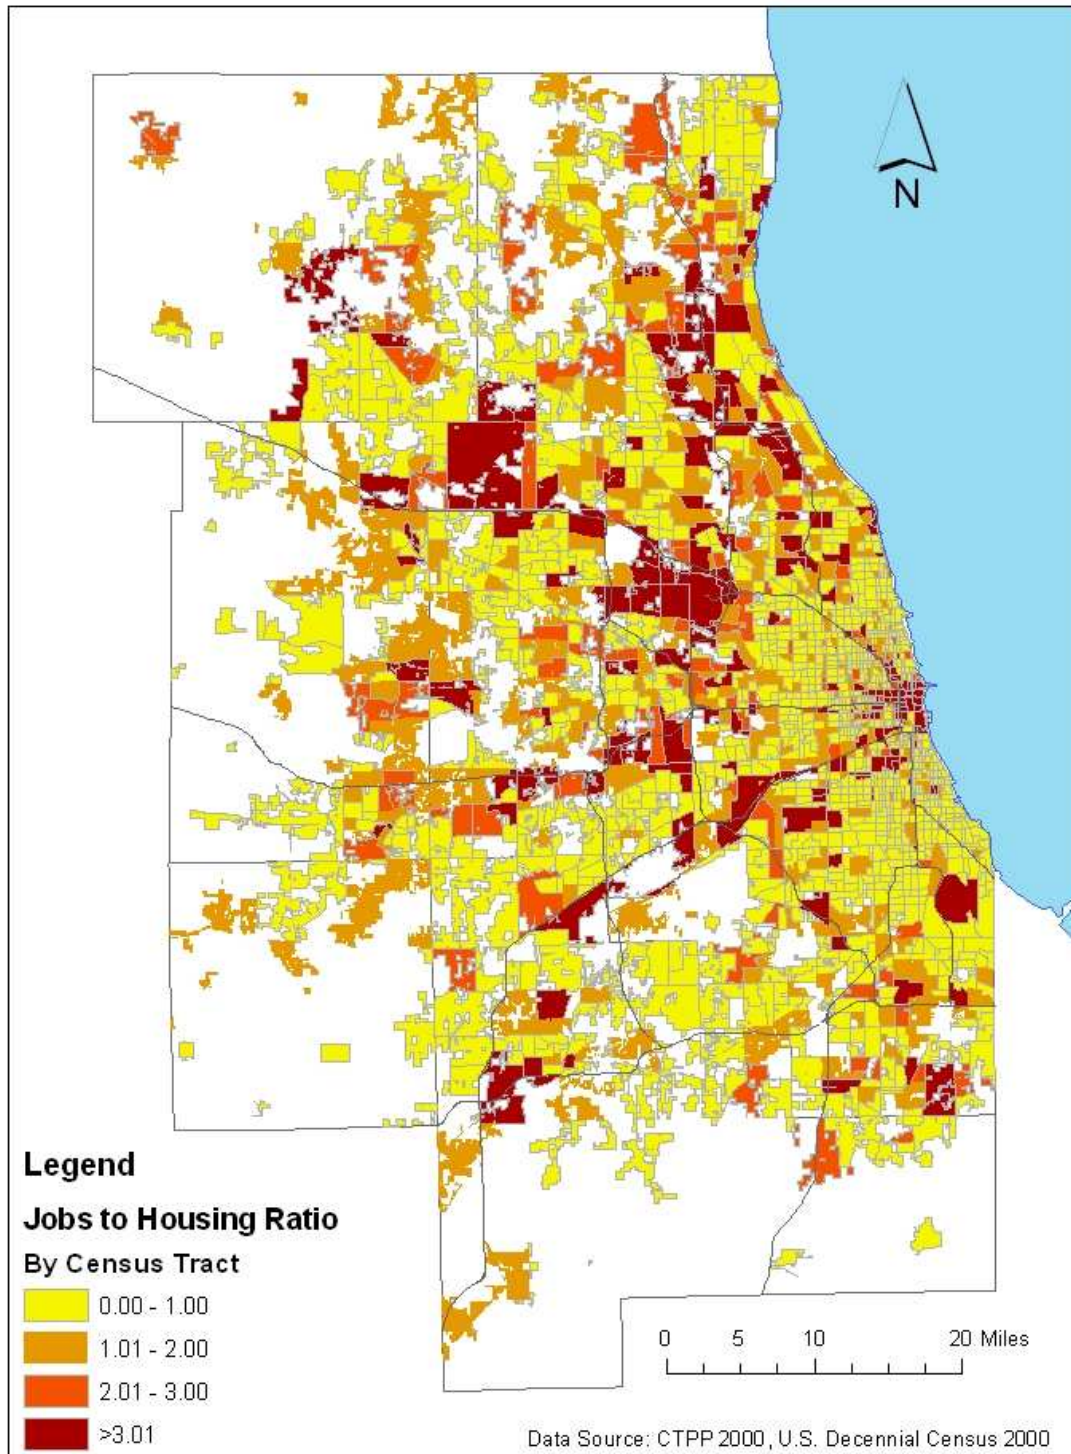 N
Legend
Jobs to Housing Ratio
By Census Tract
0.00 - 1.00
1.01 - 2.00
2.01 - 3.00
>3.01
0 5 10 20 Miles
Data Source: CTPP 2000, U.S. Decennial Census 2000